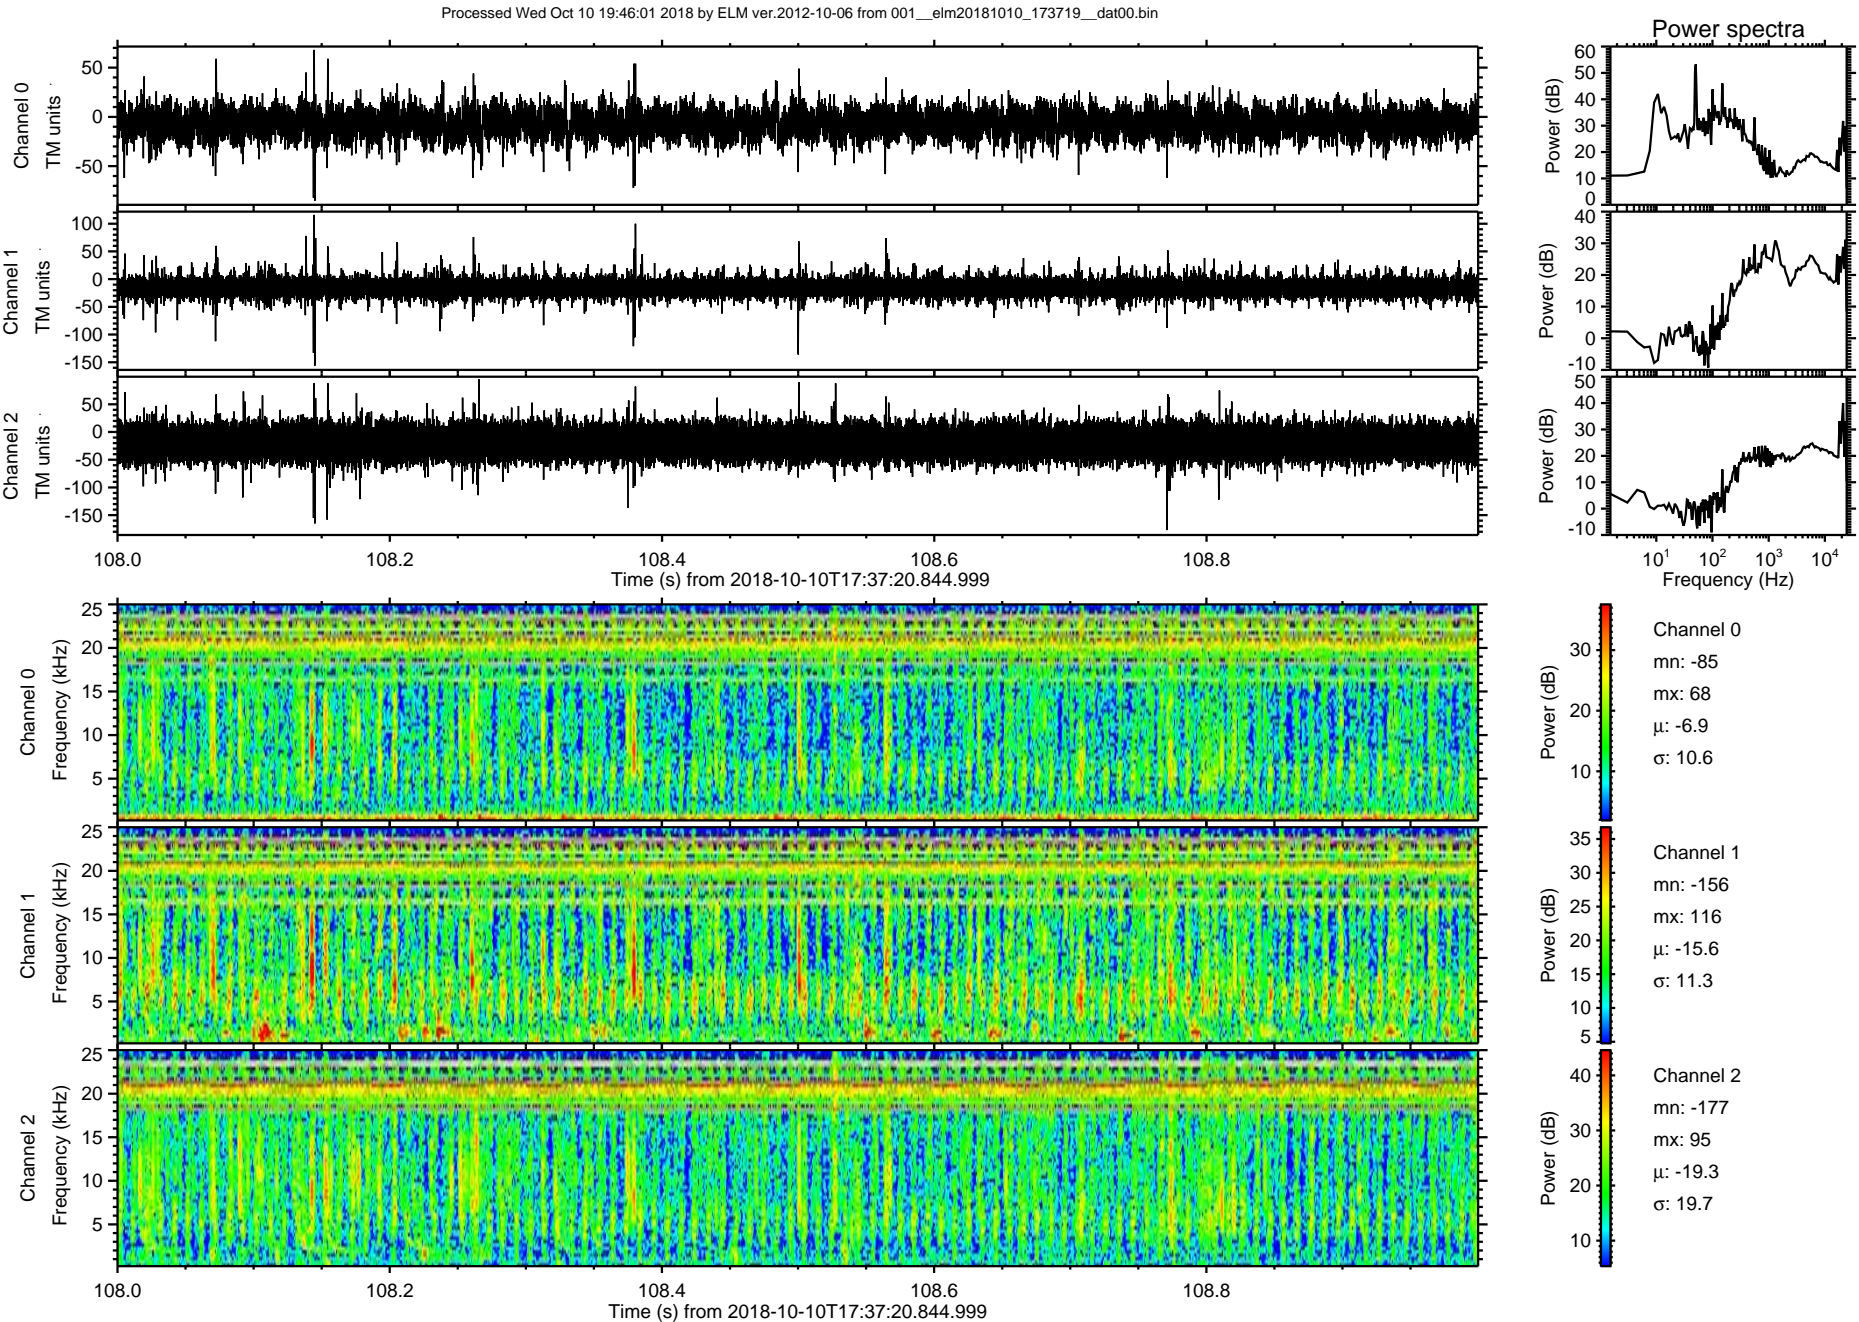 Processed Wed Oct 10 19:46:01 2018 by ELM ver.2012-10-06 from 001__elm20181010_173719__dat00.bin
Power spectra
Channel 0
TM units
50
0
-50
Power (dB)
60
50
40
30
20
10
0
Channel 1
TM units
100
50
0
-50
-100
-150
Power (dB)
40
30
20
10
0
-10
Channel 2
TM units
50
0
-50
-100
-150
Power (dB)
50
40
30
20
10
0
-10
108.0 108.2 108.4 108.6 108.8
Time (s) from 2018-10-10T17:37:20.844.999
10^1 10^2 10^3 10^4
Frequency (Hz)
Channel 0
Frequency (kHz)
25
20
15
10
5
Power (dB)
30
20
10
Channel 0
mn: -85
mx: 68
μ: -6.9
σ: 10.6
Channel 1
Frequency (kHz)
25
20
15
10
5
Power (dB)
35
30
25
20
15
10
5
Channel 1
mn: -156
mx: 116
μ: -15.6
σ: 11.3
Channel 2
Frequency (kHz)
25
20
15
10
5
Power (dB)
40
30
20
10
Channel 2
mn: -177
mx: 95
μ: -19.3
σ: 19.7
108.0 108.2 108.4 108.6 108.8
Time (s) from 2018-10-10T17:37:20.844.999